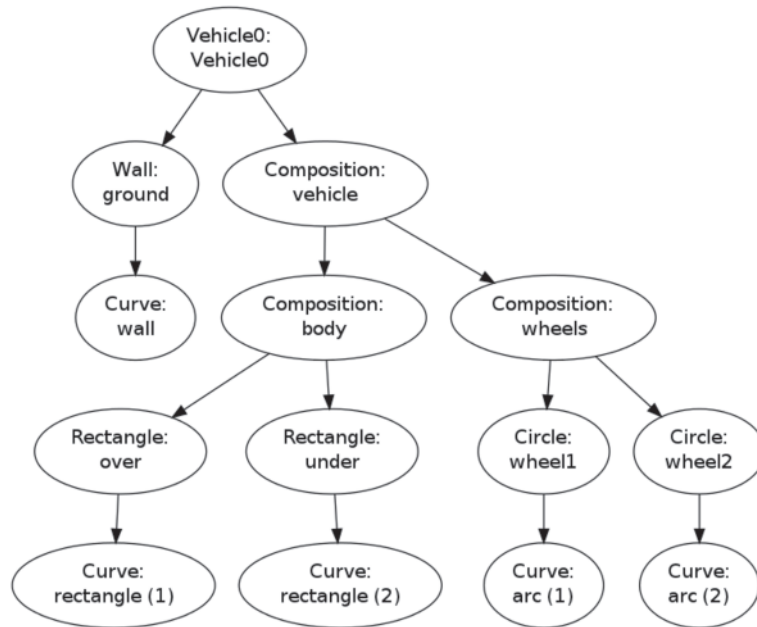 Vehicle0:
Vehicle0
Wall:
ground
Composition:
vehicle
Curve:
wall
Composition:
body
Composition:
wheels
Rectangle:
over
Rectangle:
under
Circle:
wheel1
Circle:
wheel2
Curve:
rectangle (1)
Curve:
rectangle (2)
Curve:
arc (1)
Curve:
arc (2)